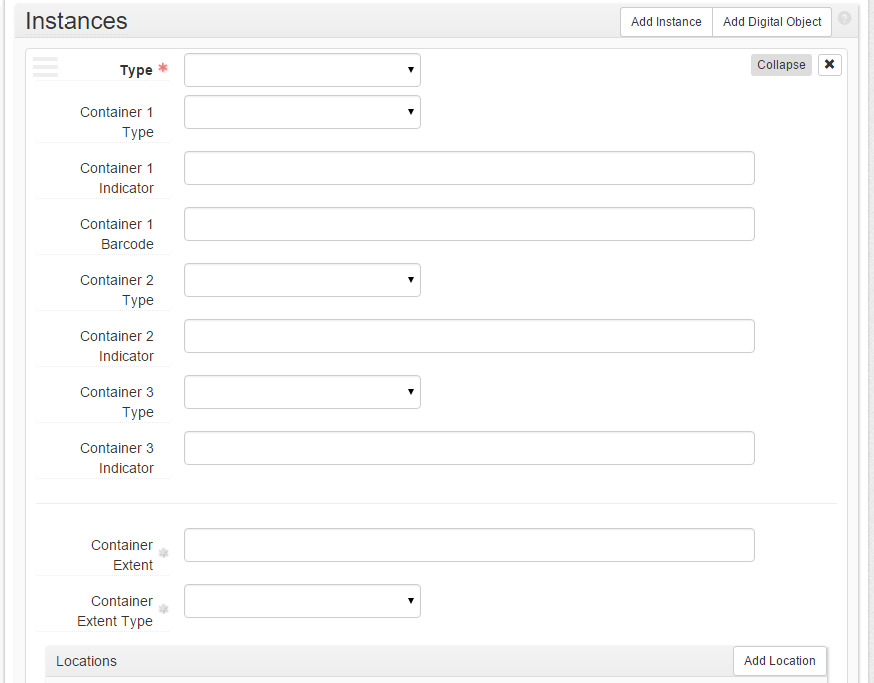 Instances
Add Instance
Add Digital Object
?
Type *
Collapse
✖
Container 1
Type
Container 1
Indicator
Container 1
Barcode
Container 2
Type
Container 2
Indicator
Container 3
Type
Container 3
Indicator
Container
Extent
Container
Extent Type
Locations
Add Location